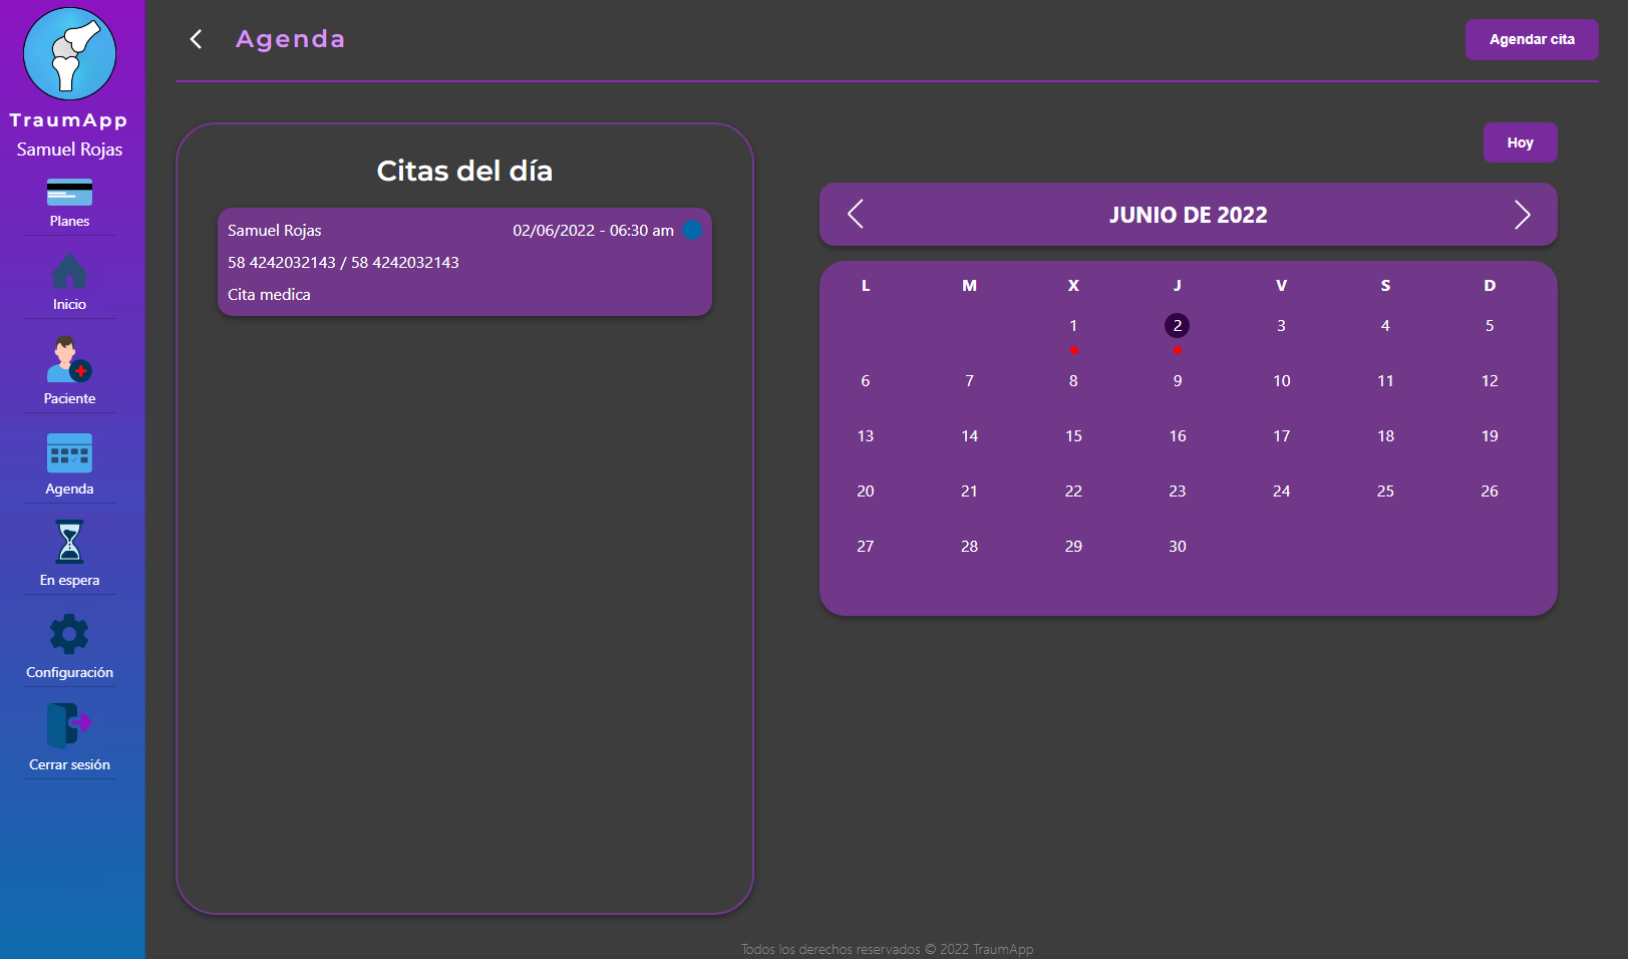 TraumApp
Samuel Rojas
Planes
Inicio
Paciente
Agenda
En espera
Configuración
Cerrar sesión
Agenda
Agendar cita
Citas del día
Samuel Rojas 02/06/2022 - 06:30 am
58 4242032143 / 58 4242032143
Cita medica
Hoy
JUNIO DE 2022
L M X J V S D
1 2 3 4 5
6 7 8 9 10 11 12
13 14 15 16 17 18 19
20 21 22 23 24 25 26
27 28 29 30
Todos los derechos reservados © 2022 TraumApp